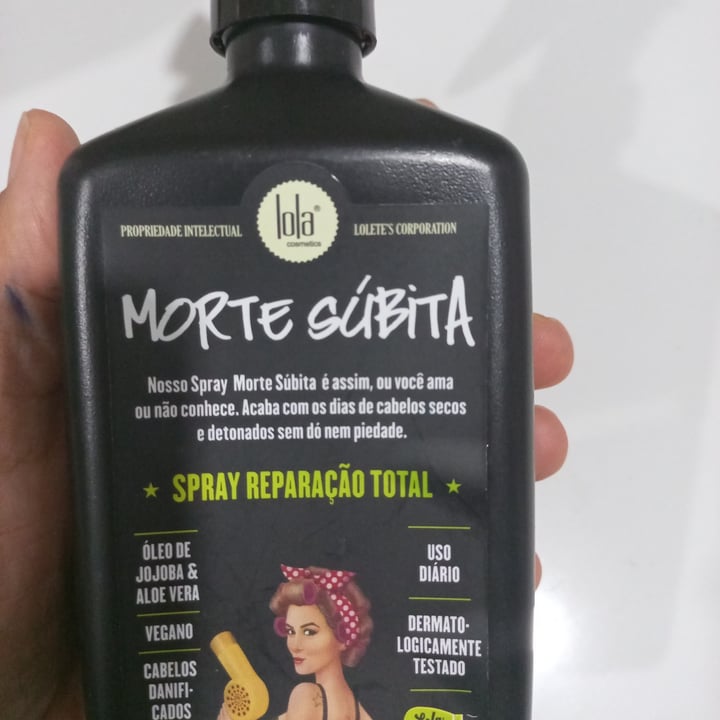 PROPRIEDADE INTELECTUAL
lola®
cosmetics
LOLETE'S CORPORATION
MORTE SÚBITA
Nosso Spray Morte Súbita é assim, ou você ama
ou não conhece. Acaba com os dias de cabelos secos
e detonados sem dó nem piedade.
SPRAY REPARAÇÃO TOTAL
ÓLEO DE
JOJOBA &
ALOE VERA
VEGANO
CABELOS
DANIFI-
CADOS
USO
DIÁRIO
DERMATO-
LOGICAMENTE
TESTADO